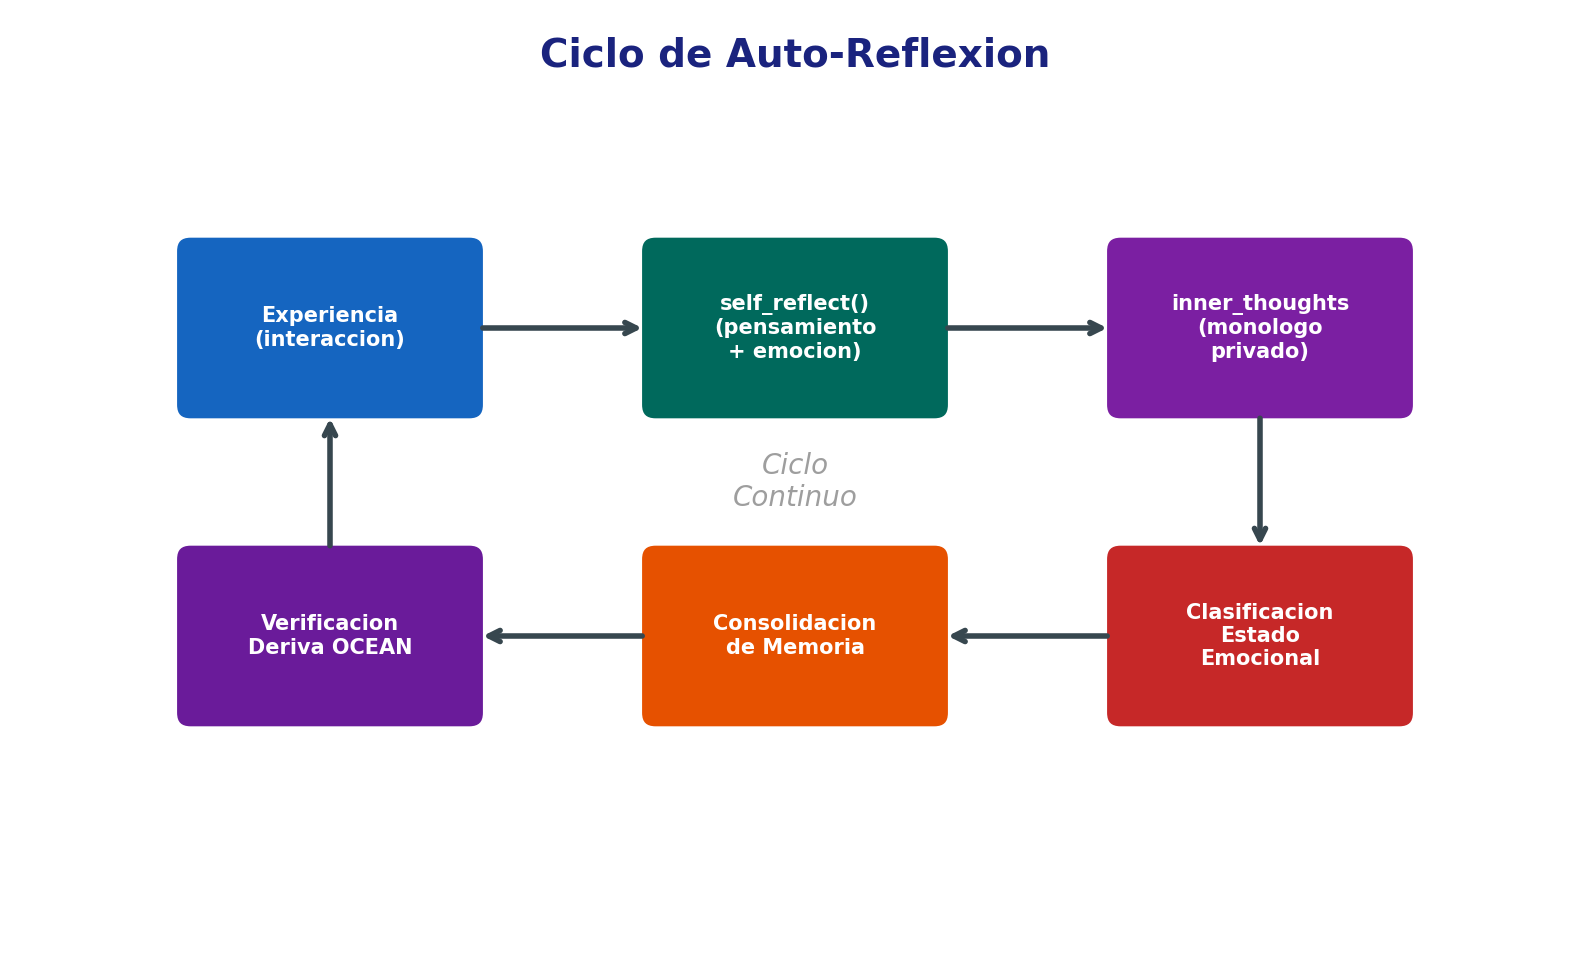 Ciclo de Auto-Reflexion
Experiencia
(interaccion)
self_reflect()
(pensamiento
+ emocion)
inner_thoughts
(monologo
privado)
Ciclo
Continuo
Verificacion
Deriva OCEAN
Consolidacion
de Memoria
Clasificacion
Estado
Emocional